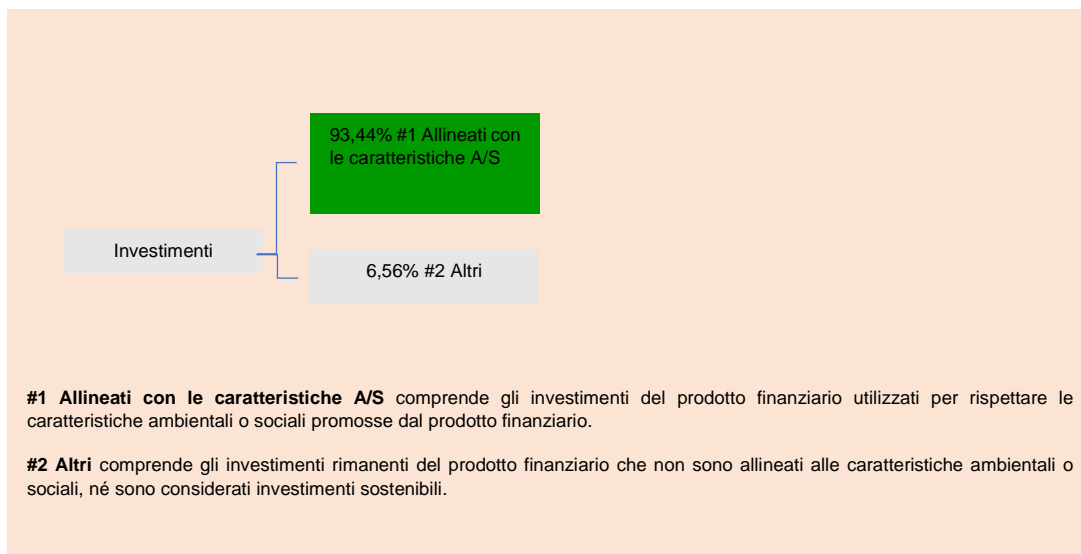 93,44% #1 Allineati con
le caratteristiche A/S
Investimenti
6,56% #2 Altri
#1 Allineati con le caratteristiche A/S comprende gli investimenti del prodotto finanziario utilizzati per rispettare le
caratteristiche ambientali o sociali promosse dal prodotto finanziario.
#2 Altri comprende gli investimenti rimanenti del prodotto finanziario che non sono allineati alle caratteristiche ambientali o
sociali, né sono considerati investimenti sostenibili.